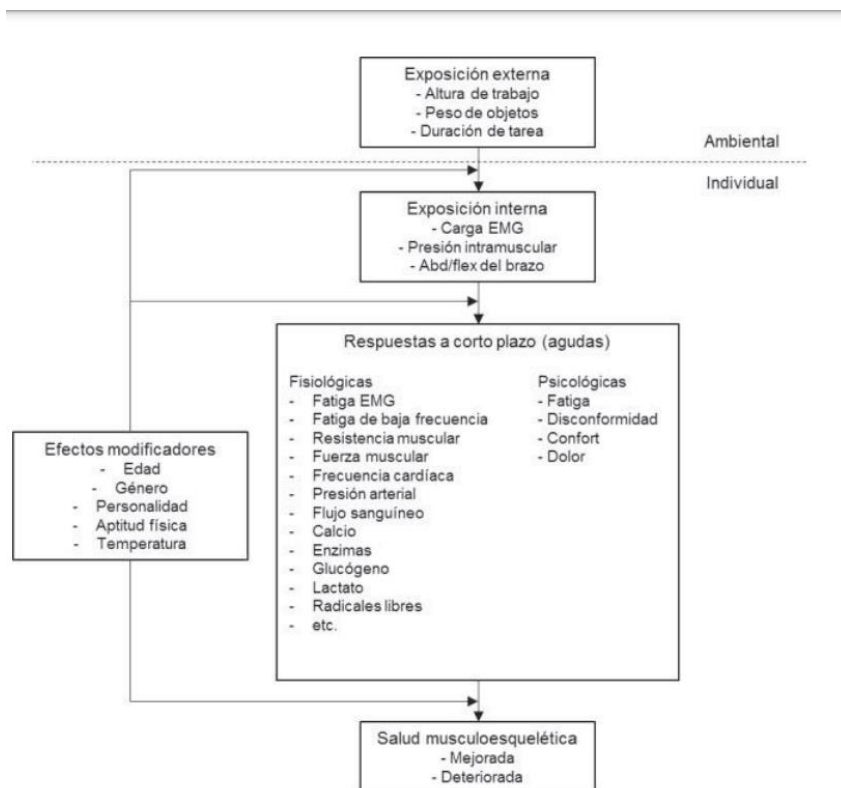 Exposición externa
- Altura de trabajo
- Peso de objetos
- Duración de tarea
Ambiental
Individual
Exposición interna
- Carga EMG
- Presión intramuscular
- Abd/flex del brazo
Respuestas a corto plazo (agudas)
Fisiológicas
- Fatiga EMG
- Fatiga de baja frecuencia
- Resistencia muscular
- Fuerza muscular
- Frecuencia cardíaca
- Presión arterial
- Flujo sanguíneo
- Calcio
- Enzimas
- Glucógeno
- Lactato
- Radicales libres
- etc.
Psicológicas
- Fatiga
- Disconformidad
- Confort
- Dolor
Efectos modificadores
- Edad
- Género
- Personalidad
- Aptitud física
- Temperatura
Salud musculoesquelética
- Mejorada
- Deteriorada